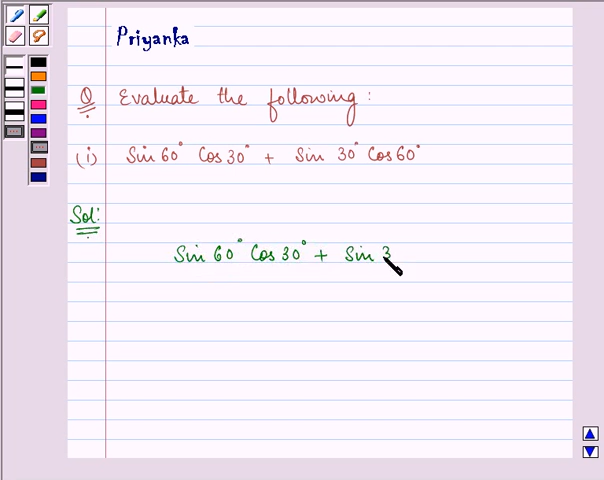 Priyanka
Q Evaluate the following :
(i) Sin 60° Cos 30° + Sin 30° Cos 60°
Sol:
Sin 60° Cos 30° + Sin 3